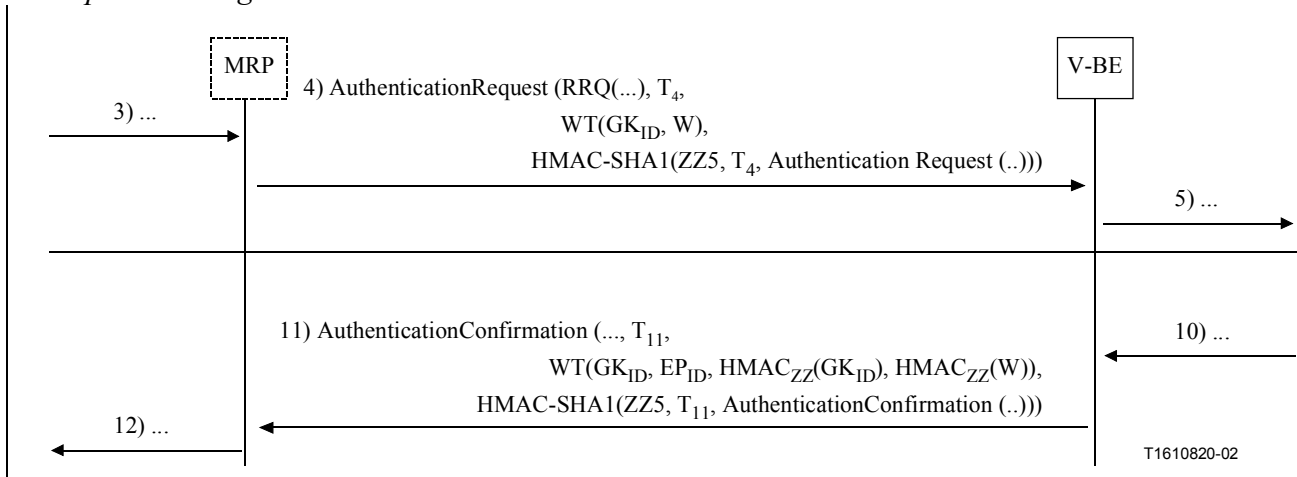 MRP
V-BE
3) ...
4) AuthenticationRequest (RRQ(...), T4,
WT(GKID, W),
HMAC-SHA1(ZZ5, T4, Authentication Request (..)))
5) ...
11) AuthenticationConfirmation (..., T11,
10) ...
WT(GKID, EPID, HMACZZ(GKID), HMACZZ(W)),
HMAC-SHA1(ZZ5, T11, AuthenticationConfirmation (..)))
12) ...
T1610820-02